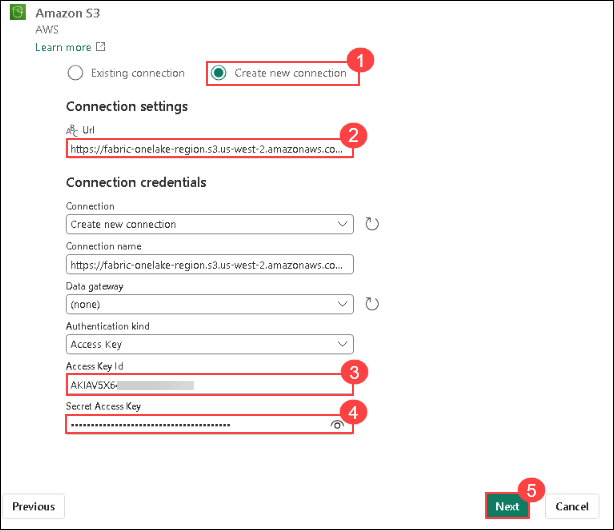 Amazon S3
AWS
Learn more
1
Existing connection
Create new connection
Connection settings
ABC Url
2
https://fabric-onelake-region.s3.us-west-2.amazonaws.co...
Connection credentials
Connection
Create new connection
Connection name
https://fabric-onelake-region.s3.us-west-2.amazonaws.co...
Data gateway
(none)
Authentication kind
Access Key
Access Key Id
3
AKIAV5X6
Secret Access Key
4
5
Previous
Next
Cancel